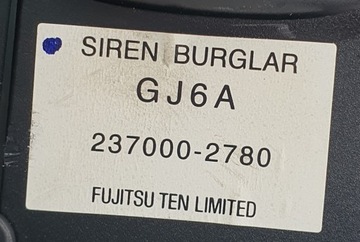 SIREN BURGLAR
GJ6A
237000-2780
FUJITSU TEN LIMITED